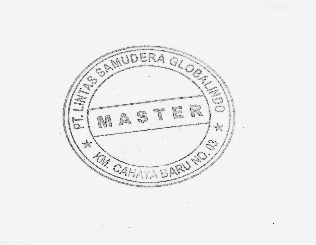 PT. LINTAS SAMUDERA GLOBALINDO
MASTER
KM. CAHAYA BARU NO. 03